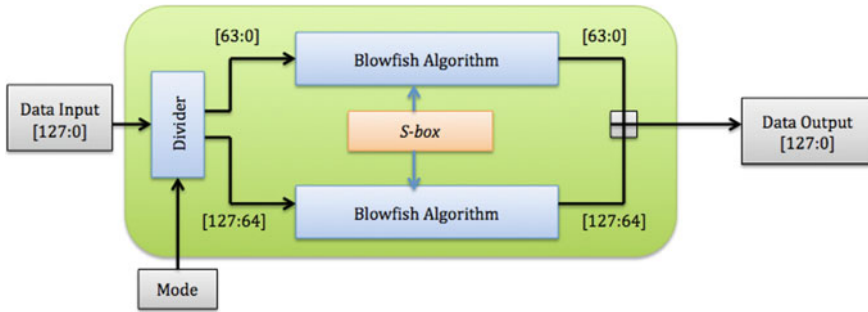 [63:0]
[63:0]
Blowfish Algorithm
Data Input
[127:0]
Divider
S-box
Data Output
[127:0]
Blowfish Algorithm
[127:64]
[127:64]
Mode